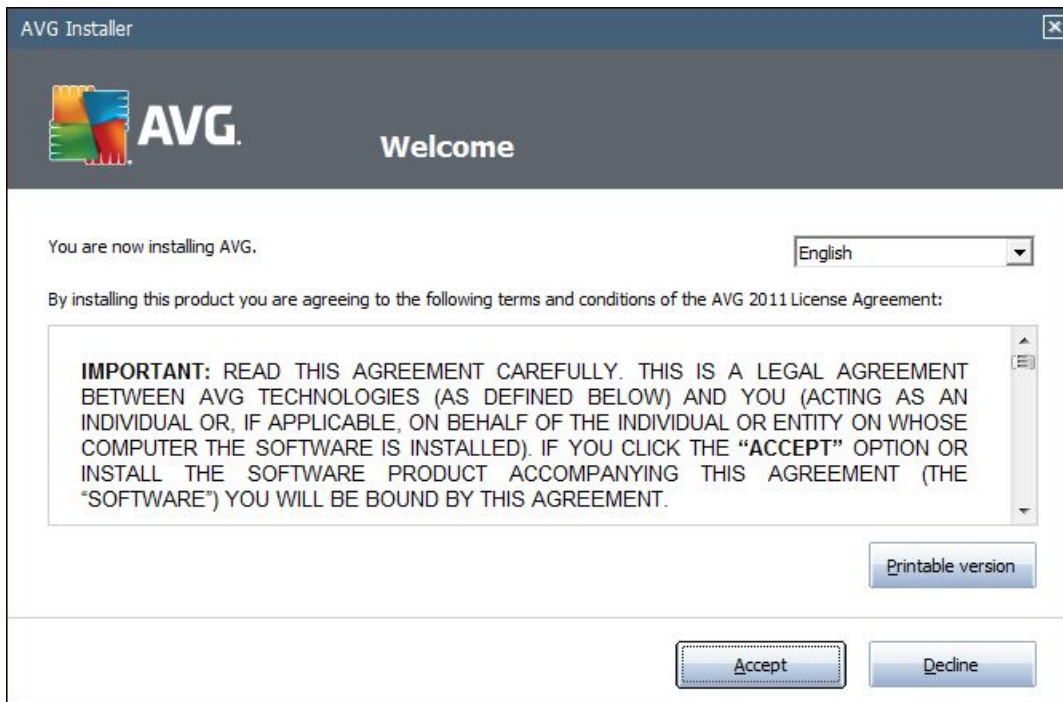 AVG Installer
AVG.
Welcome
You are now installing AVG.
English
By installing this product you are agreeing to the following terms and conditions of the AVG 2011 License Agreement:
IMPORTANT: READ THIS AGREEMENT CAREFULLY. THIS IS A LEGAL AGREEMENT
BETWEEN AVG TECHNOLOGIES (AS DEFINED BELOW) AND YOU (ACTING AS AN
INDIVIDUAL OR, IF APPLICABLE, ON BEHALF OF THE INDIVIDUAL OR ENTITY ON WHOSE
COMPUTER THE SOFTWARE IS INSTALLED). IF YOU CLICK THE “ACCEPT” OPTION OR
INSTALL THE SOFTWARE PRODUCT ACCOMPANYING THIS AGREEMENT (THE
“SOFTWARE”) YOU WILL BE BOUND BY THIS AGREEMENT.
Printable version
Accept
Decline